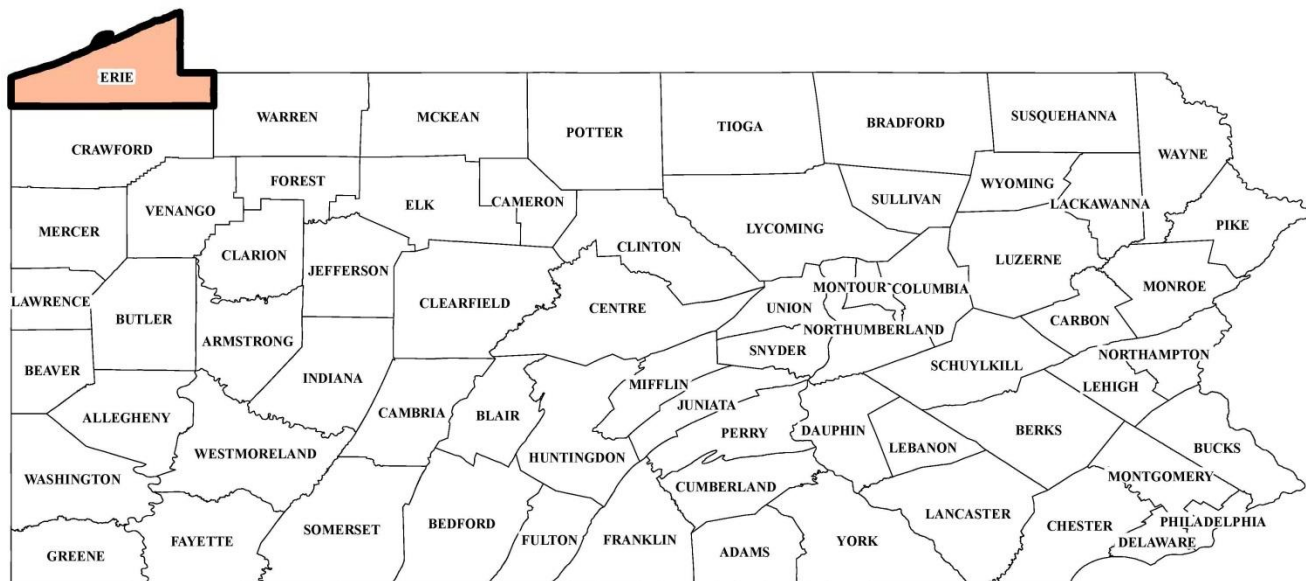 ERIE
WARREN
MCKEAN
POTTER
TIOGA
BRADFORD
SUSQUEHANNA
CRAWFORD
WAYNE
FOREST
ELK
CAMERON
SULLIVAN
WYOMING
LACKAWANNA
VENANGO
MERCER
LYCOMING
PIKE
CLARION
JEFFERSON
CLINTON
LUZERNE
LAWRENCE
BUTLER
CLEARFIELD
CENTRE
UNION
MONTOUR
COLUMBIA
MONROE
ARMSTRONG
NORTHUMBERLAND
CARBON
BEAVER
INDIANA
SNYDER
SCHUYLKILL
NORTHAMPTON
MIFFLIN
LEHIGH
ALLEGHENY
CAMBRIA
BLAIR
JUNIATA
PERRY
DAUPHIN
LEBANON
BERKS
BUCKS
WESTMORELAND
HUNTINGDON
WASHINGTON
CUMBERLAND
MONTGOMERY
LANCASTER
PHILADELPHIA
SOMERSET
BEDFORD
CHESTER
GREENE
FAYETTE
FULTON
FRANKLIN
ADAMS
YORK
DELAWARE